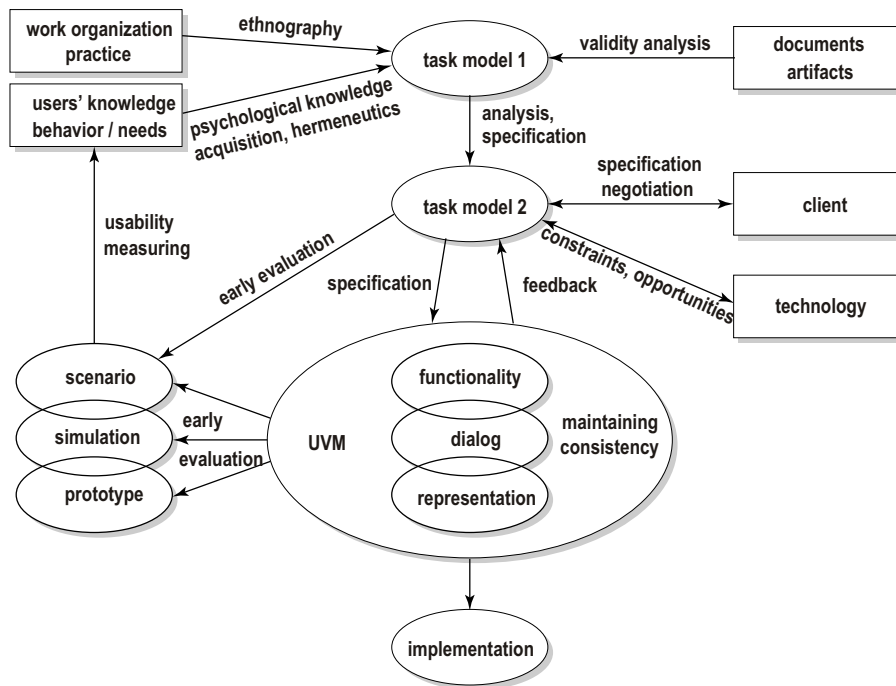 work organization
practice
ethnography
task model 1
validity analysis
documents
artifacts
users' knowledge
behavior / needs
psychological knowledge
acquisition, hermeneutics
analysis,
specification
specification
negotiation
task model 2
client
usability
measuring
early evaluation
specification
feedback
constraints, opportunities
technology
scenario
simulation
prototype
early
evaluation
UVM
functionality
dialog
representation
maintaining
consistency
implementation